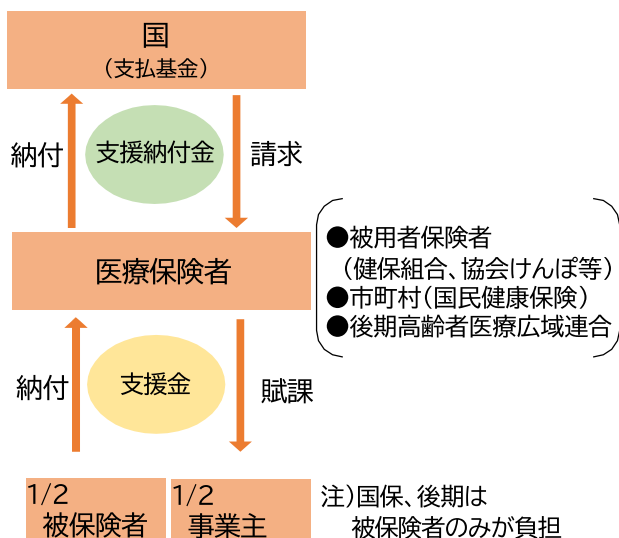 国
（支払基金）
納付
支援納付金
請求
医療保険者
●被用者保険者
（健保組合、協会けんぽ等）
●市町村（国民健康保険）
●後期高齢者医療広域連合
納付
支援金
賦課
1/2
被保険者
1/2
事業主
注）国保、後期は
被保険者のみが負担